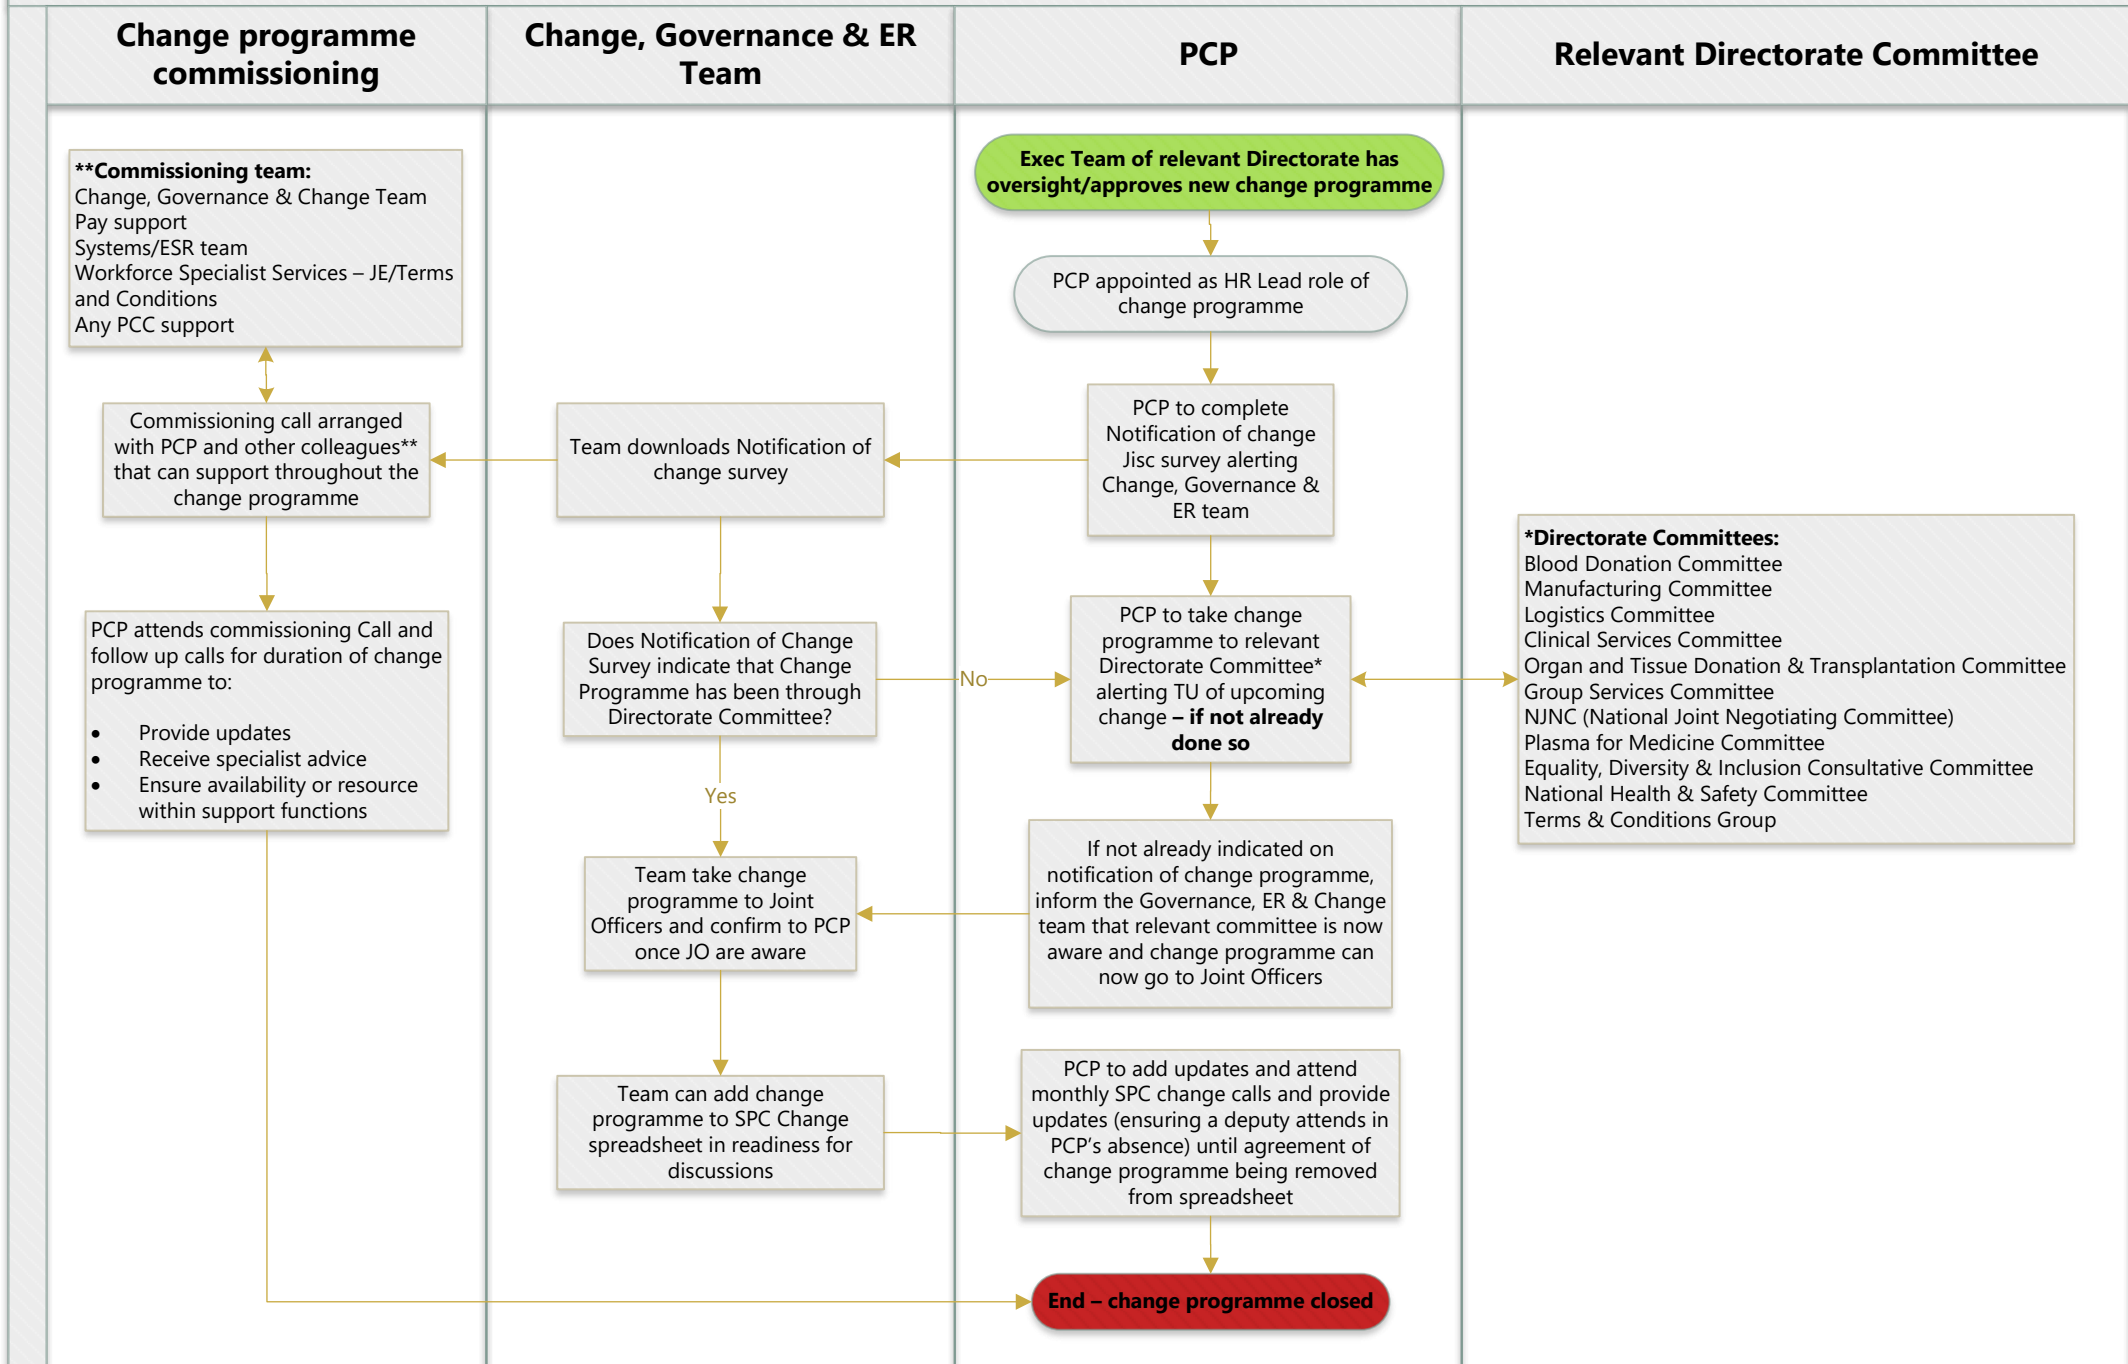 Change programme
commissioning
Change, Governance & ER
Team
PCP
Relevant Directorate Committee
**Commissioning team:
Change, Governance & Change Team
Pay support
Systems/ESR team
Workforce Specialist Services – JE/Terms
and Conditions
Any PCC support
Commissioning call arranged
with PCP and other colleagues**
that can support throughout the
change programme
PCP attends commissioning Call and
follow up calls for duration of change
programme to:
• Provide updates
• Receive specialist advice
• Ensure availability or resource
within support functions
Team downloads Notification of
change survey
Does Notification of Change
Survey indicate that Change
Programme has been through
Directorate Committee?
No
Yes
Team take change
programme to Joint
Officers and confirm to PCP
once JO are aware
Team can add change
programme to SPC Change
spreadsheet in readiness for
discussions
Exec Team of relevant Directorate has
oversight/approves new change programme
PCP appointed as HR Lead role of
change programme
PCP to complete
Notification of change
Jisc survey alerting
Change, Governance &
ER team
PCP to take change
programme to relevant
Directorate Committee*
alerting TU of upcoming
change – if not already
done so
If not already indicated on
notification of change programme,
inform the Governance, ER & Change
team that relevant committee is now
aware and change programme can
now go to Joint Officers
PCP to add updates and attend
monthly SPC change calls and provide
updates (ensuring a deputy attends in
PCP's absence) until agreement of
change programme being removed
from spreadsheet
End – change programme closed
*Directorate Committees:
Blood Donation Committee
Manufacturing Committee
Logistics Committee
Clinical Services Committee
Organ and Tissue Donation & Transplantation Committee
Group Services Committee
NJNC (National Joint Negotiating Committee)
Plasma for Medicine Committee
Equality, Diversity & Inclusion Consultative Committee
National Health & Safety Committee
Terms & Conditions Group